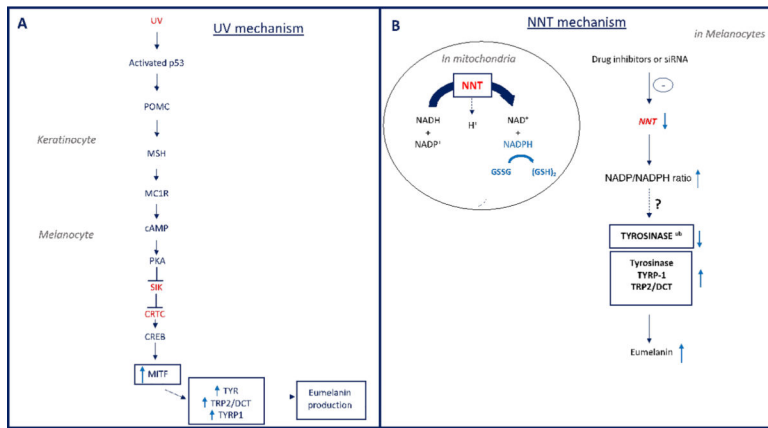 A
UV mechanism
UV
Activated p53
POMC
Keratinocyte
MSH
MC1R
Melanocyte
cAMP
PKA
SIK
CRTC
CREB
MITF
TYR
TRP2/DCT
TYRP1
Eumelanin
production
B
NNT mechanism
in Melanocytes
In mitochondria
NNT
NADH
+
NADP⁺
H⁺
NAD⁺
+
NADPH
GSSG
(GSH)₂
Drug inhibitors or siRNA
-
NNT
NADP/NADPH ratio
?
TYROSINASE ub
Tyrosinase
TYRP-1
TRP2/DCT
Eumelanin